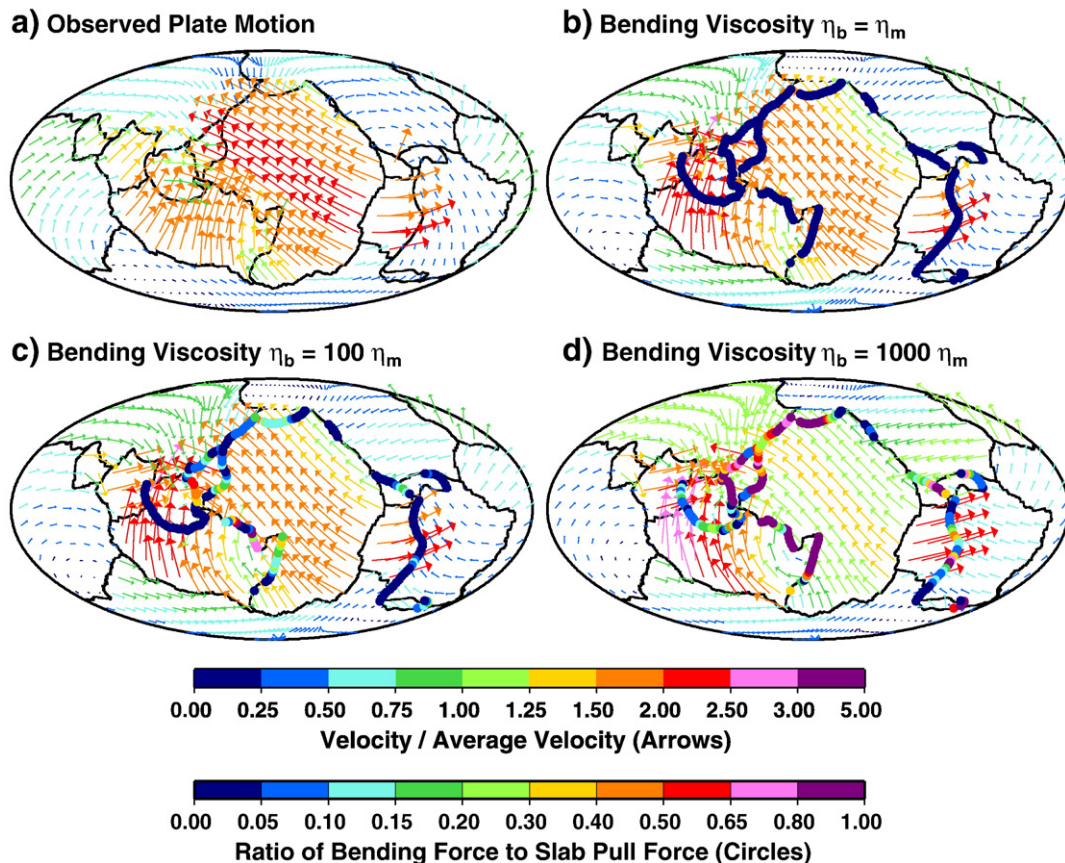 a) Observed Plate Motion
b) Bending Viscosity ηb = ηm
c) Bending Viscosity ηb = 100 ηm
d) Bending Viscosity ηb = 1000 ηm
0.00 0.25 0.50 0.75 1.00 1.25 1.50 2.00 2.50 3.00 5.00
Velocity / Average Velocity (Arrows)
0.00 0.05 0.10 0.15 0.20 0.30 0.40 0.50 0.65 0.80 1.00
Ratio of Bending Force to Slab Pull Force (Circles)